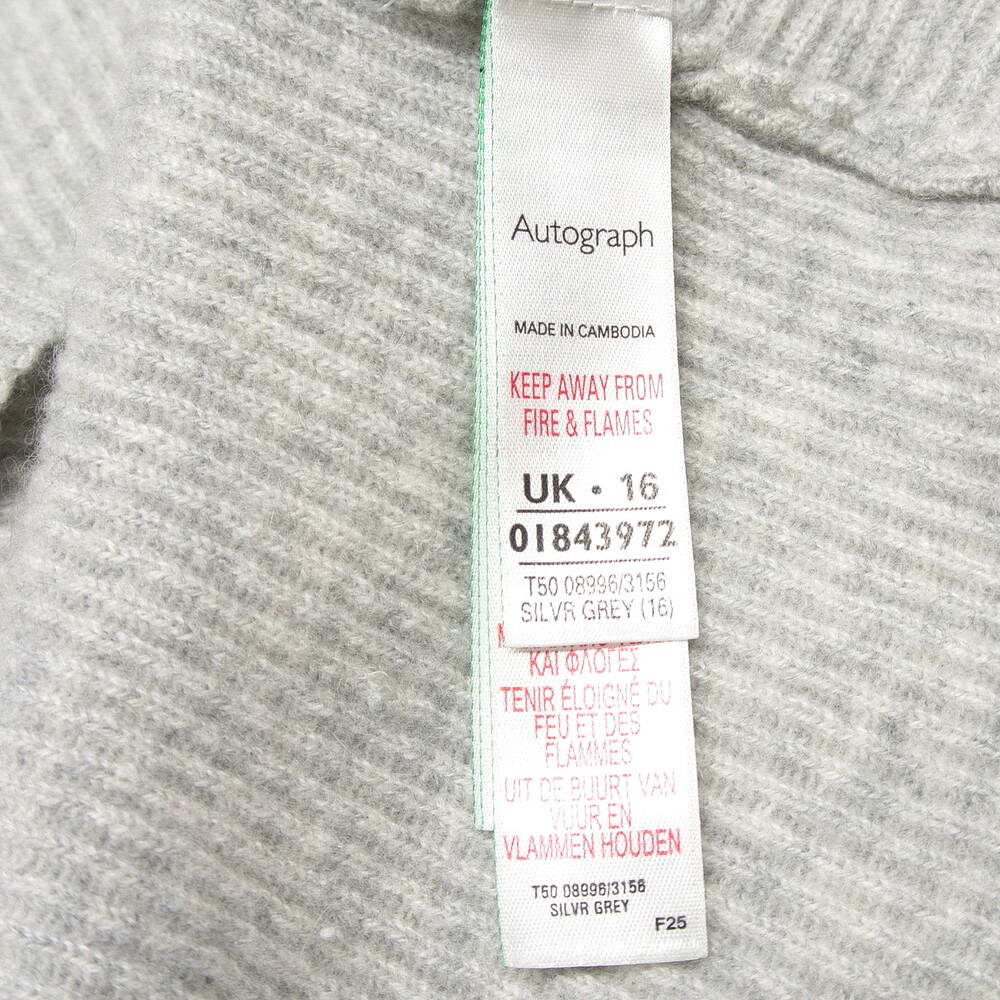 Autograph
MADE IN CAMBODIA
KEEP AWAY FROM
FIRE & FLAMES
UK • 16
01843972
T50 08996/3156
SILVR GREY (16)
ΚΑΙ ΦΛΟΓΕΣ
TENIR ÉLOIGNÉ DU
FEU ET DES
FLAMMES
UIT DE BUURT VAN
VUUR EN
VLAMMEN HOUDEN
T50 08996/3156
SILVR GREY
F25